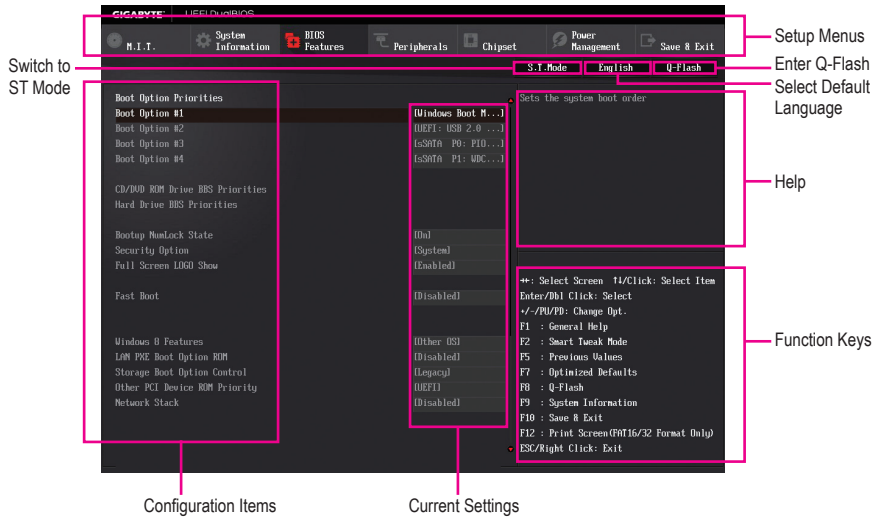 GIGABYTE UEFI DualBIOS
M.I.T.
System Information
BIOS Features
Peripherals
Chipset
Power Management
Save & Exit
Setup Menus
Switch to ST Mode
S.T.Mode English Q-Flash
Enter Q-Flash
Select Default Language
Boot Option Priorities
Boot Option #1 [Windows Boot M...]
Boot Option #2 [UEFI: USB 2.0 ...]
Boot Option #3 [sSATA P0: PIO...]
Boot Option #4 [sSATA P1: WDC...]
CD/DVD ROM Drive BBS Priorities
Hard Drive BBS Priorities
Bootup NumLock State [On]
Security Option [System]
Full Screen LOGO Show [Enabled]
Fast Boot [Disabled]
Windows 8 Features [Other OS]
LAN PXE Boot Option ROM [Disabled]
Storage Boot Option Control [Legacy]
Other PCI Device ROM Priority [UEFI]
Network Stack [Disabled]
Sets the system boot order
Help
→←: Select Screen ↑↓/Click: Select Item
Enter/Dbl Click: Select
+/-/PU/PD: Change Opt.
F1 : General Help
F2 : Smart Tweak Mode
F5 : Previous Values
F7 : Optimized Defaults
F8 : Q-Flash
F9 : System Information
F10 : Save & Exit
F12 : Print Screen(FAT16/32 Format Only)
ESC/Right Click: Exit
Function Keys
Configuration Items
Current Settings